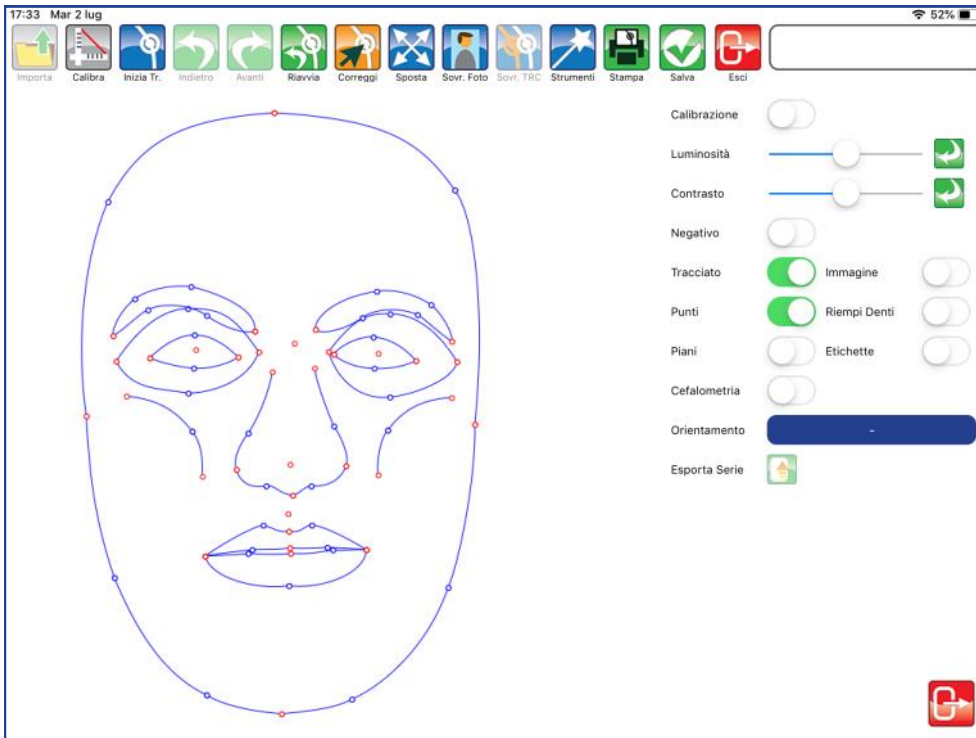 17:33 Mar 2 lug 52%
Importa Calibra Inizia Tr. Indietro Avanti Riavvia Correggi Sposta Sovr. Foto Sovr. TRC Strumenti Stampa Salva Esci
Calibrazione
Luminosità
Contrasto
Negativo
Tracciato Immagine
Punti Riempi Denti
Piani Etichette
Cefalometria
Orientamento -
Esporta Serie